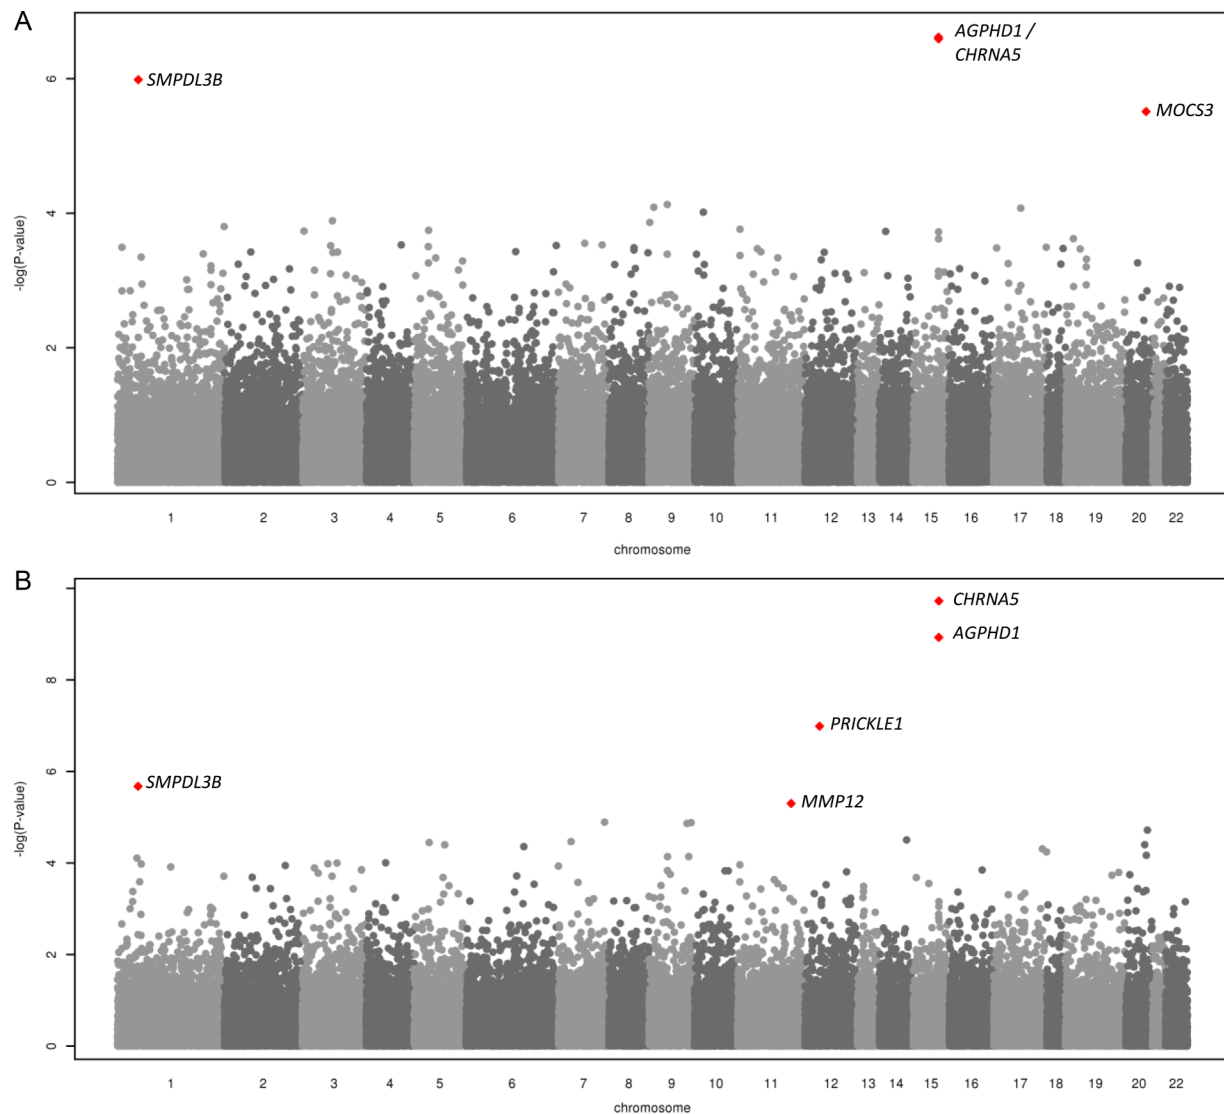 A
AGPHD1 /
CHRNA5
SMPDL3B
MOCS3
6
4
2
0
-log(P-value)
1 2 3 4 5 6 7 8 9 10 11 12 13 14 15 16 17 18 19 20 22
chromosome
B
CHRNA5
AGPHD1
PRICKLE1
SMPDL3B
MMP12
8
6
4
2
0
-log(P-value)
1 2 3 4 5 6 7 8 9 10 11 12 13 14 15 16 17 18 19 20 22
chromosome